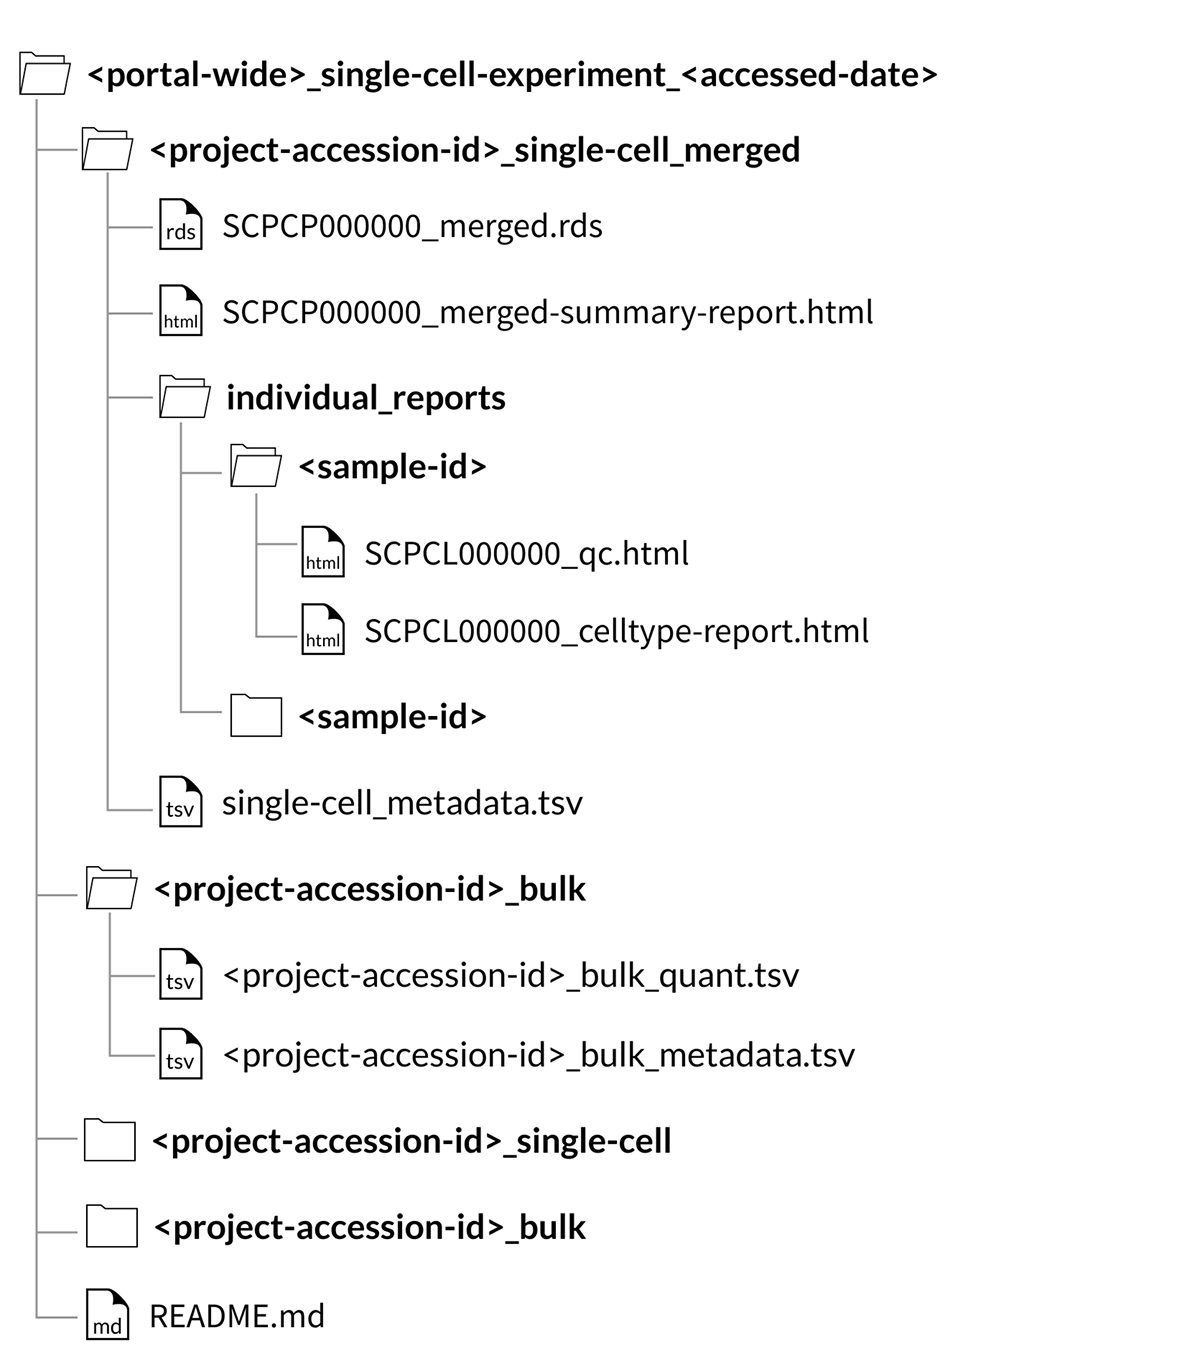 <portal-wide>_single-cell-experiment_<accessed-date>
<project-accession-id>_single-cell_merged
rds SCPCP000000_merged.rds
html SCPCP000000_merged-summary-report.html
individual_reports
<sample-id>
html SCPCL000000_qc.html
html SCPCL000000_celltype-report.html
<sample-id>
tsv single-cell_metadata.tsv
<project-accession-id>_bulk
tsv <project-accession-id>_bulk_quant.tsv
tsv <project-accession-id>_bulk_metadata.tsv
<project-accession-id>_single-cell
<project-accession-id>_bulk
md README.md